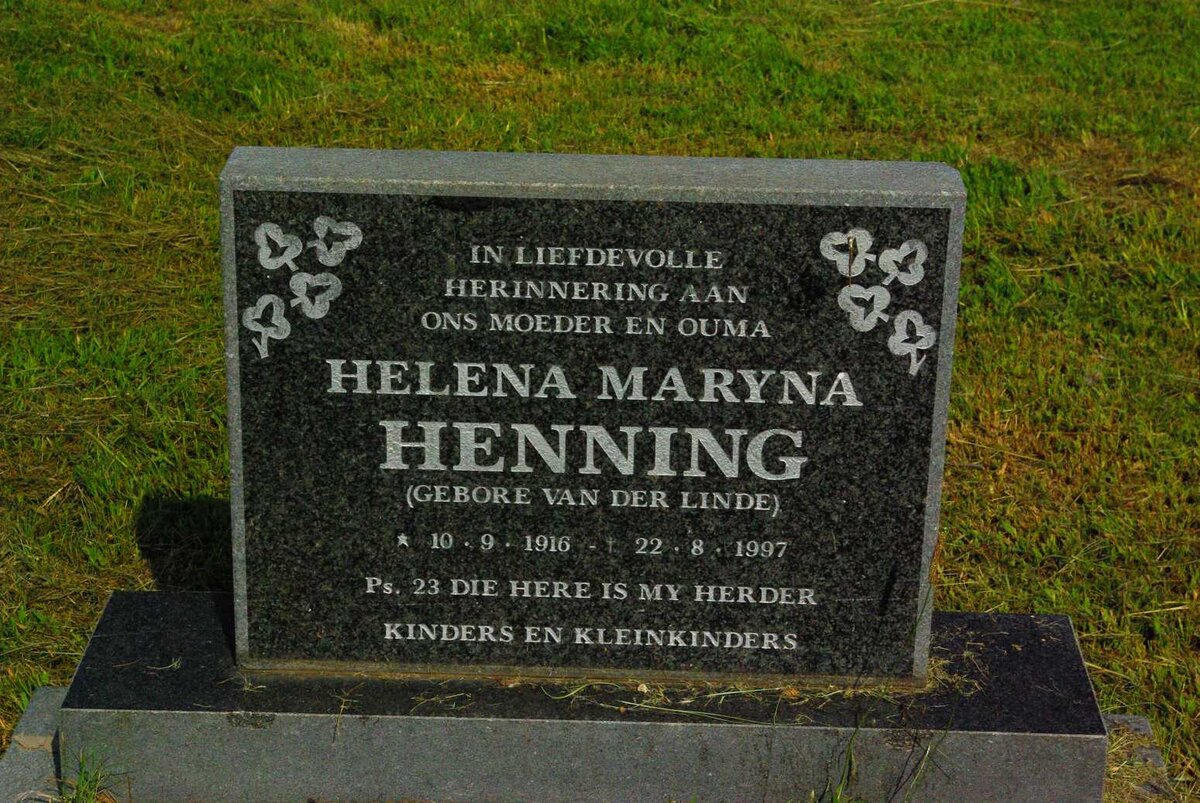 IN LIEFDEVOLLE
HERINNERING AAN
ONS MOEDER EN OUMA
HELENA MARYNA
HENNING
(GEBORE VAN DER LINDE)
* 10 · 9 · 1916 - † 22 · 8 · 1997
Ps. 23 DIE HERE IS MY HERDER
KINDERS EN KLEINKINDERS